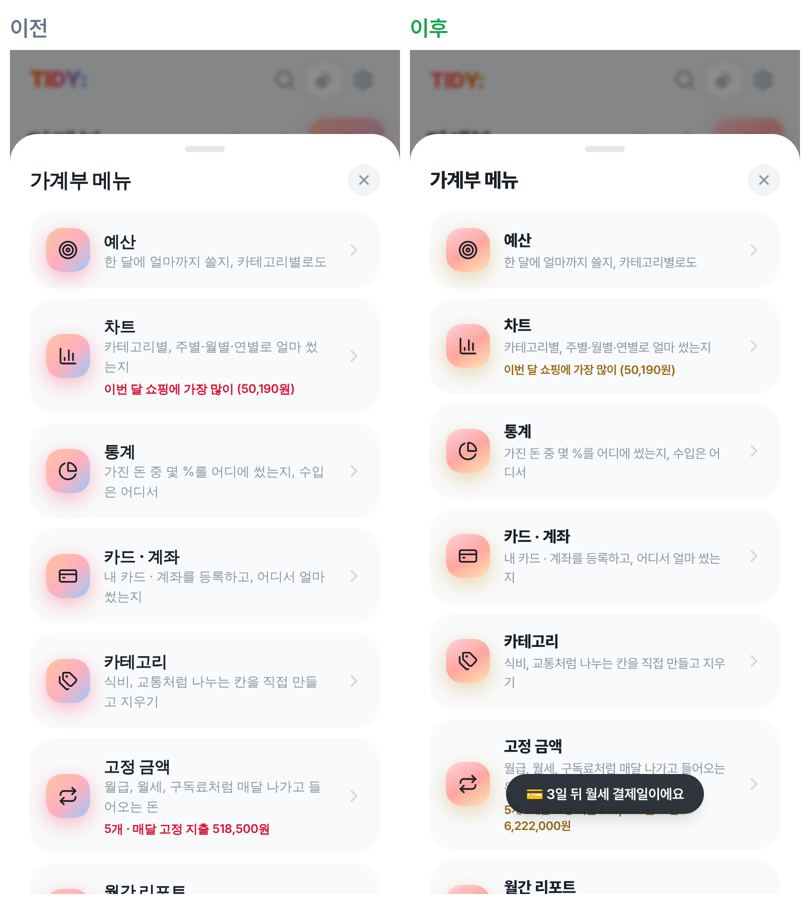 이전
TIDY:
가계부 메뉴
예산
한 달에 얼마까지 쓸지, 카테고리별로도
차트
카테고리별, 주별·월별·연별로 얼마 썼
는지
이번 달 쇼핑에 가장 많이 (50,190원)
통계
가진 돈 중 몇 %를 어디에 썼는지, 수입
은 어디서
카드 · 계좌
내 카드 · 계좌를 등록하고, 어디서 얼마
썼는지
카테고리
식비, 교통처럼 나누는 칸을 직접 만들
고 지우기
고정 금액
월급, 월세, 구독료처럼 매달 나가고 들
어오는 돈
5개 · 매달 고정 지출 518,500원
월간 리포트
이후
TIDY:
가계부 메뉴
예산
한 달에 얼마까지 쓸지, 카테고리별로도
차트
카테고리별, 주별·월별·연별로 얼마 썼는지
이번 달 쇼핑에 가장 많이 (50,190원)
통계
가진 돈 중 몇 %를 어디에 썼는지, 수입은 어
디서
카드 · 계좌
내 카드 · 계좌를 등록하고, 어디서 얼마 썼는
지
카테고리
식비, 교통처럼 나누는 칸을 직접 만들고 지우
기
고정 금액
월급, 월세, 구독료처럼 매달 나가고 들어오는
💳 3일 뒤 월세 결제일이에요
6,222,000원
월간 리포트